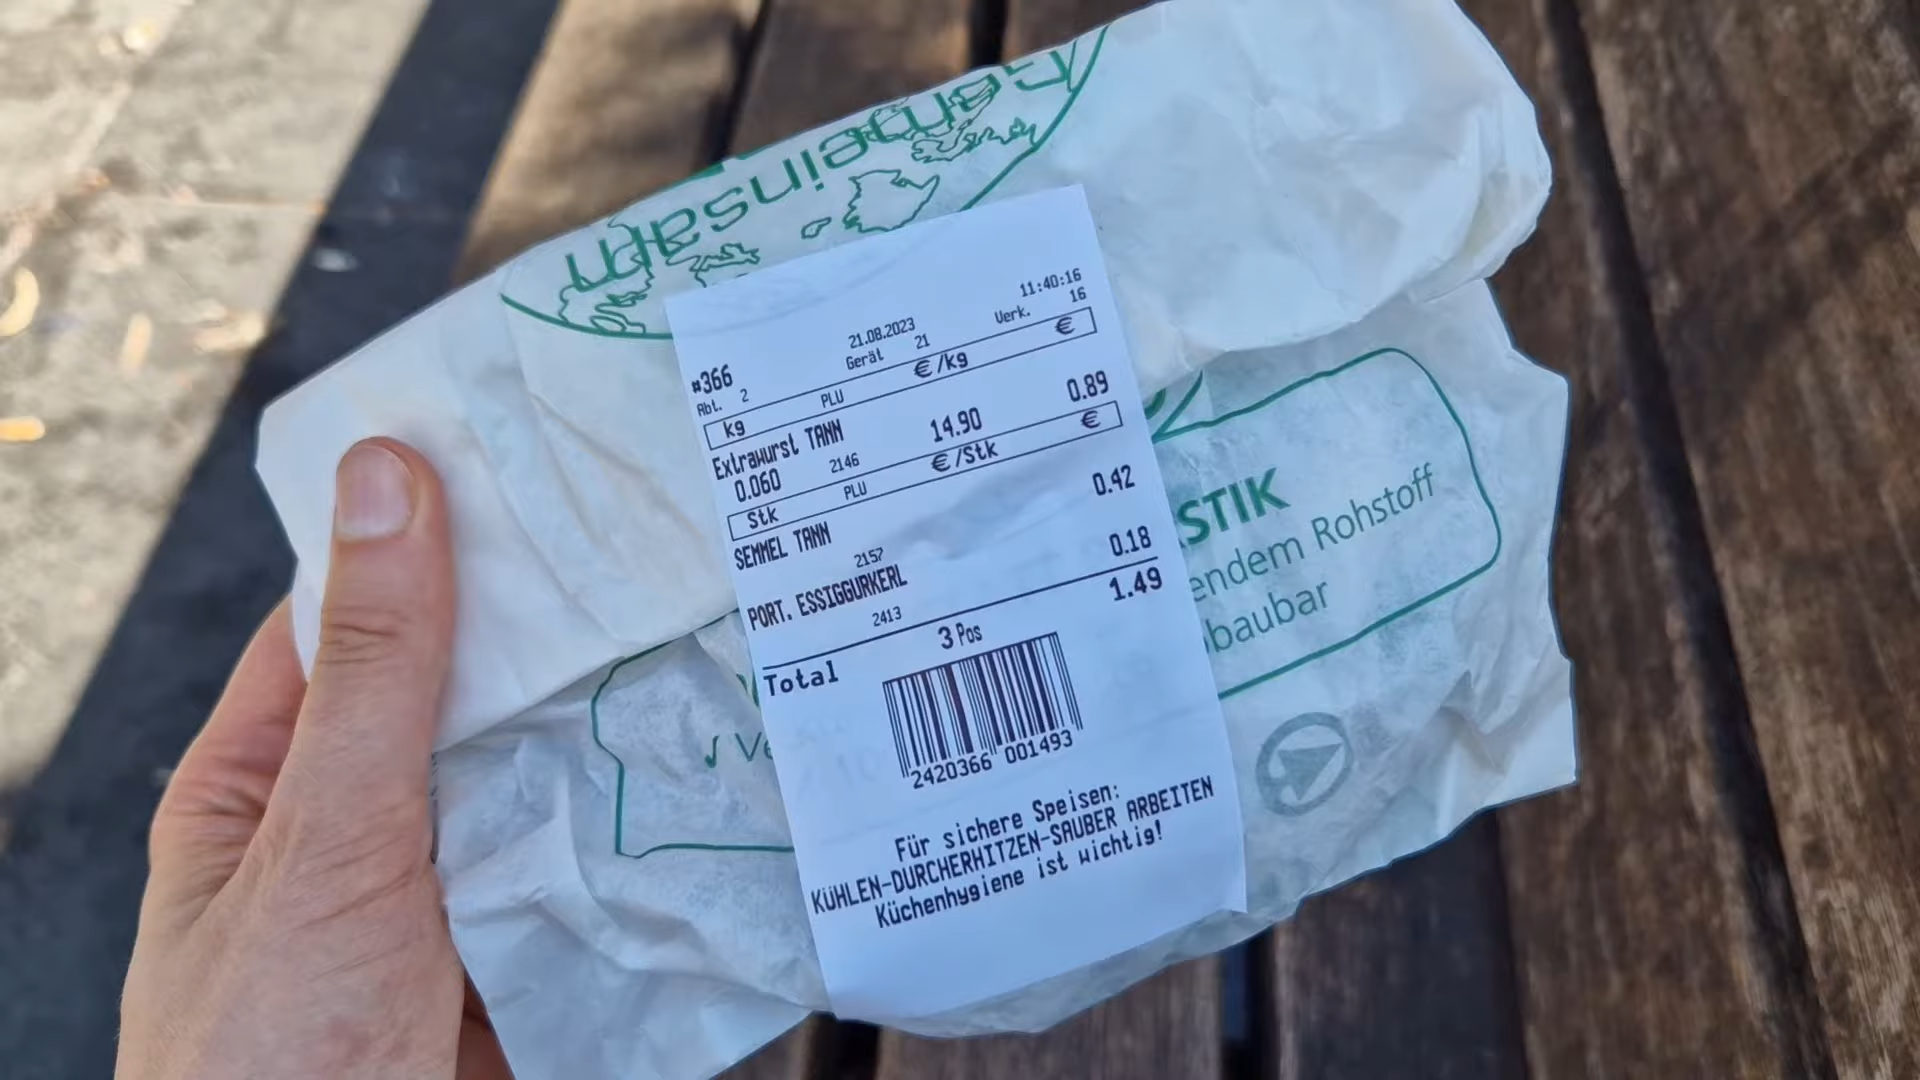 Gemeinsam
11:40:16
#366 21.08.2023 Verk. 16
Abt. 2 Gerät 21
kg PLU €/kg €
Extrawurst TANN 0.89
0.060 2146 14.90
Stk PLU €/Stk €
SEMMEL TANN 0.42
2157
PORT. ESSIGGURKERL 0.18
2413
Total 3 Pos 1.49
2420366 001493
Für sichere Speisen:
KÜHLEN-DURCHERHITZEN-SAUBER ARBEITEN
Küchenhygiene ist wichtig!
STIK
endem Rohstoff
baubar
✓ Ve